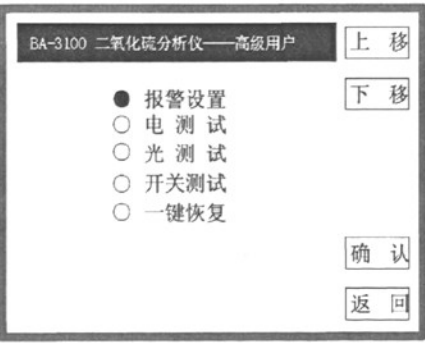 BA-3100 二氧化硫分析仪——高级用户
上 移
下 移
报警设置
电 测 试
光 测 试
开关测试
一键恢复
确 认
返 回